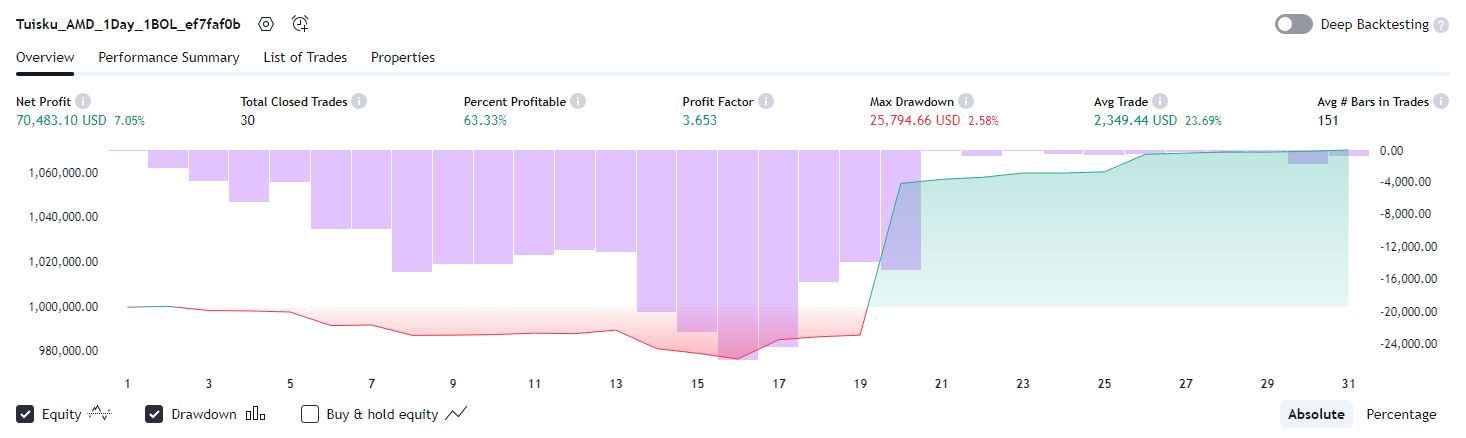 Tuisku_AMD_1Day_1BOL_ef7faf0b Deep Backtesting ?
Overview Performance Summary List of Trades Properties
Net Profit i Total Closed Trades i Percent Profitable i Profit Factor i Max Drawdown i Avg Trade i Avg # Bars in Trades i
70,483.10 USD 7.05% 30 63.33% 3.653 25,794.66 USD 2.58% 2,349.44 USD 23.69% 151
0.00
1,060,000.00
-4,000.00
1,040,000.00 -8,000.00
-12,000.00
1,020,000.00
-16,000.00
1,000,000.00
-20,000.00
-24,000.00
980,000.00
1 3 5 7 9 11 13 15 17 19 21 23 25 27 29 31
Equity Drawdown Buy & hold equity Absolute Percentage